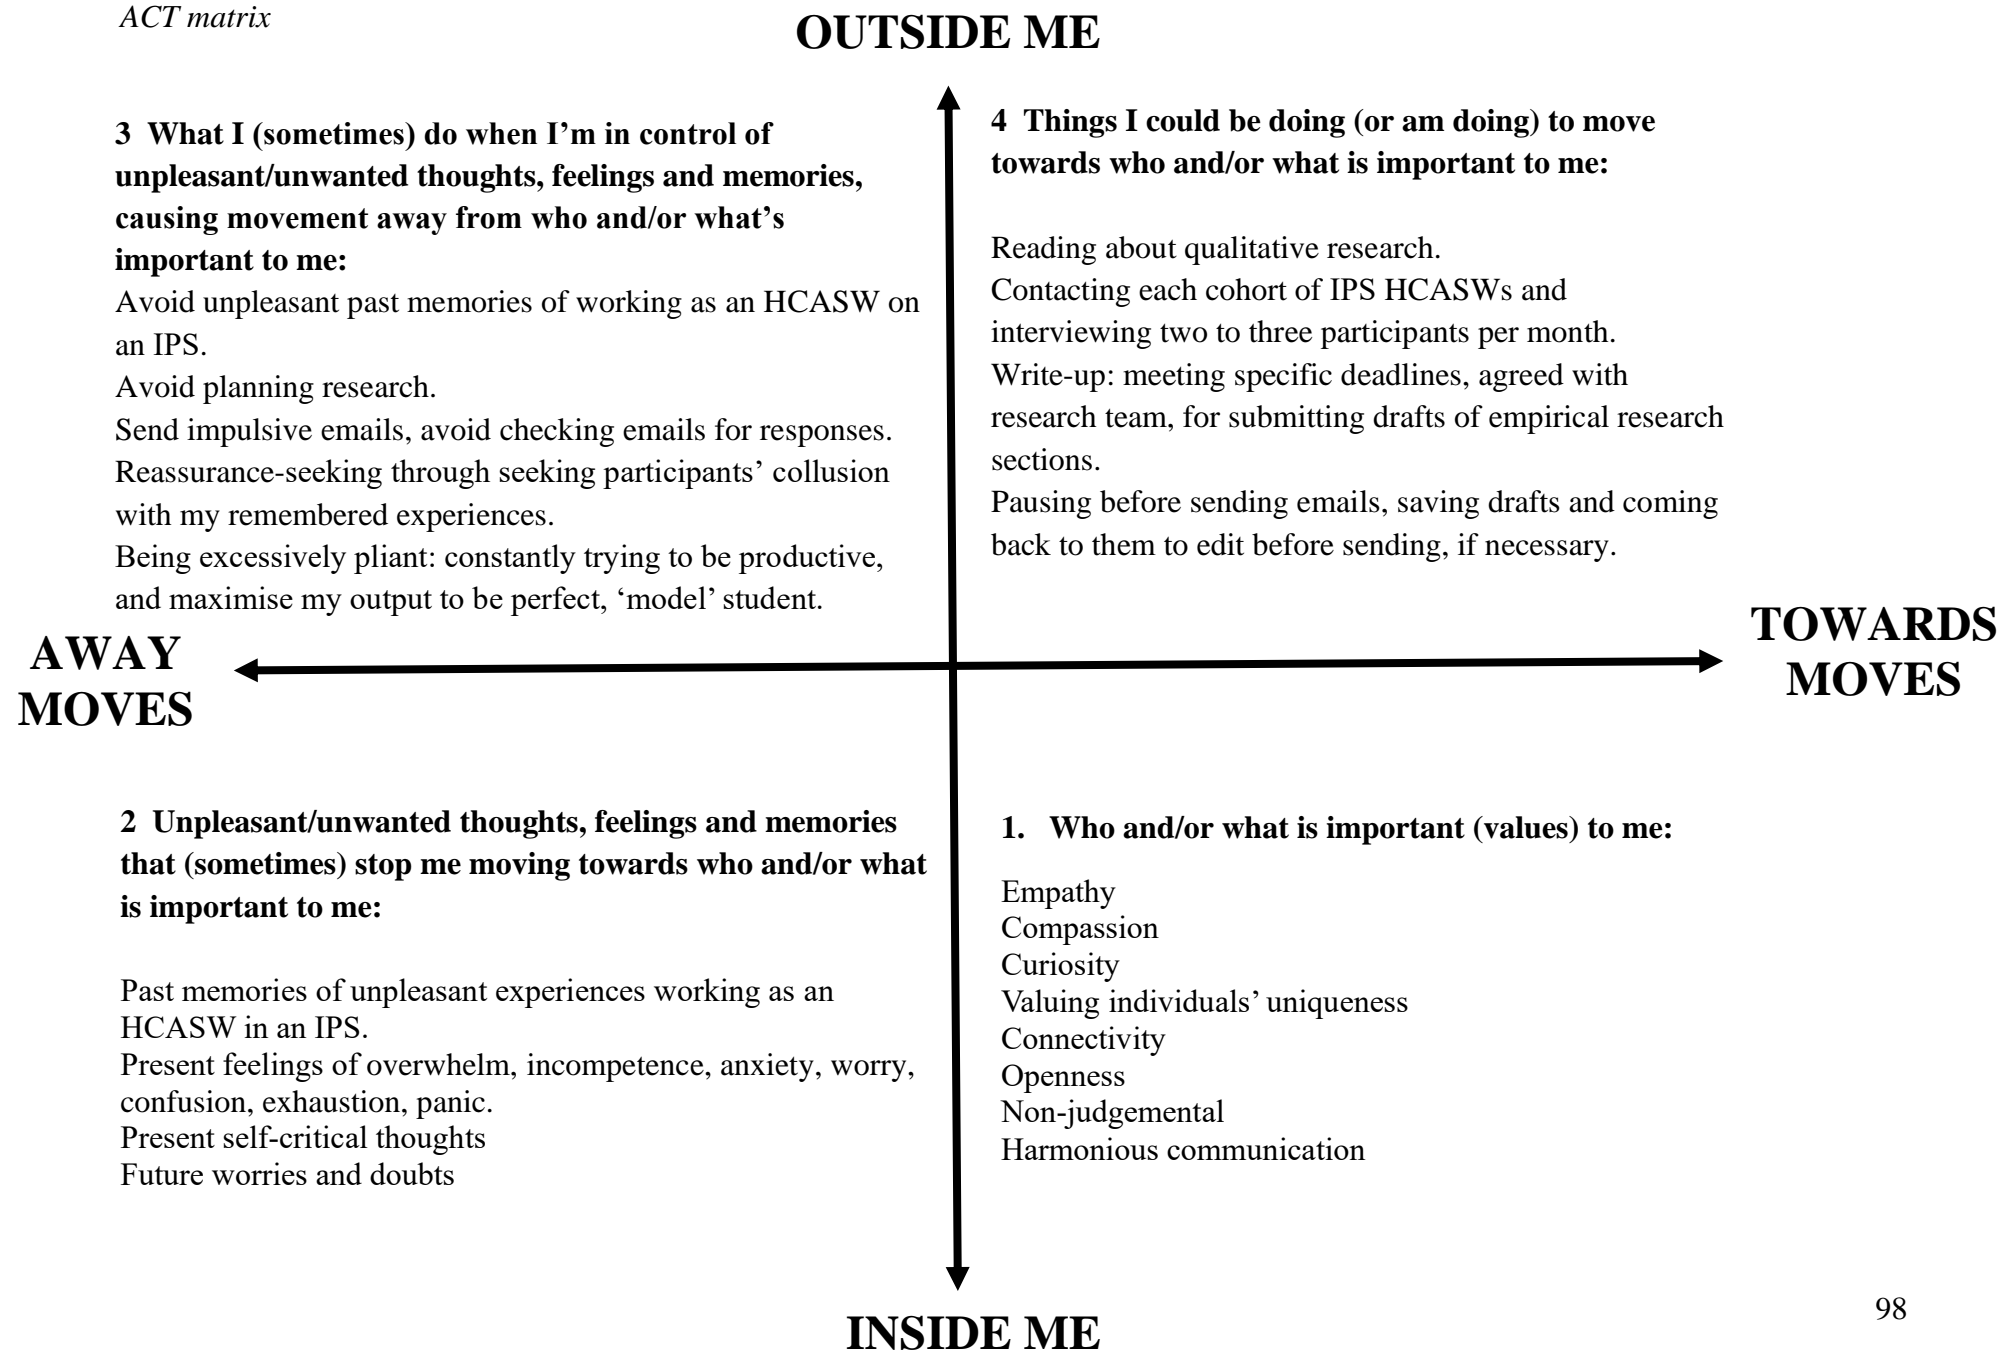 ACT matrix
OUTSIDE ME
3  What I (sometimes) do when I’m in control of
unpleasant/unwanted thoughts, feelings and memories,
causing movement away from who and/or what’s
important to me:
Avoid unpleasant past memories of working as an HCASW on
an IPS.
Avoid planning research.
Send impulsive emails, avoid checking emails for responses.
Reassurance-seeking through seeking participants’ collusion
with my remembered experiences.
Being excessively pliant: constantly trying to be productive,
and maximise my output to be perfect, ‘model’ student.
4  Things I could be doing (or am doing) to move
towards who and/or what is important to me:
Reading about qualitative research.
Contacting each cohort of IPS HCASWs and
interviewing two to three participants per month.
Write-up: meeting specific deadlines, agreed with
research team, for submitting drafts of empirical research
sections.
Pausing before sending emails, saving drafts and coming
back to them to edit before sending, if necessary.
AWAY
MOVES
TOWARDS
MOVES
2  Unpleasant/unwanted thoughts, feelings and memories
that (sometimes) stop me moving towards who and/or what
is important to me:
Past memories of unpleasant experiences working as an
HCASW in an IPS.
Present feelings of overwhelm, incompetence, anxiety, worry,
confusion, exhaustion, panic.
Present self-critical thoughts
Future worries and doubts
1.  Who and/or what is important (values) to me:
Empathy
Compassion
Curiosity
Valuing individuals’ uniqueness
Connectivity
Openness
Non-judgemental
Harmonious communication
INSIDE ME
98